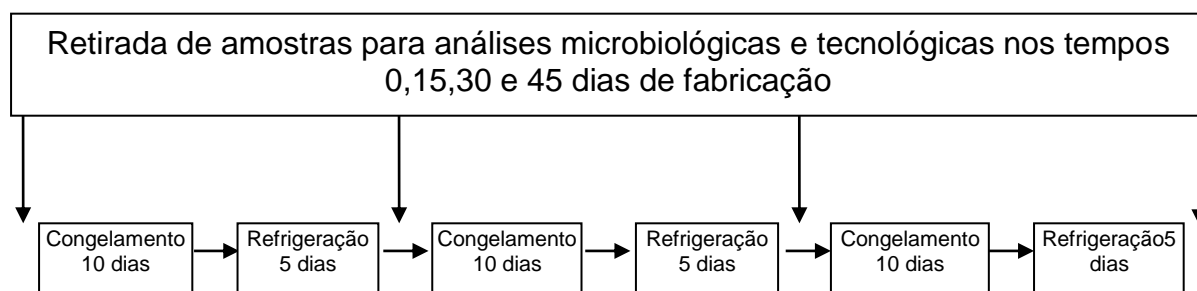 Retirada de amostras para análises microbiológicas e tecnológicas nos tempos
0,15,30 e 45 dias de fabricação
Congelamento
10 dias
Refrigeração
5 dias
Congelamento
10 dias
Refrigeração
5 dias
Congelamento
10 dias
Refrigeração5
dias